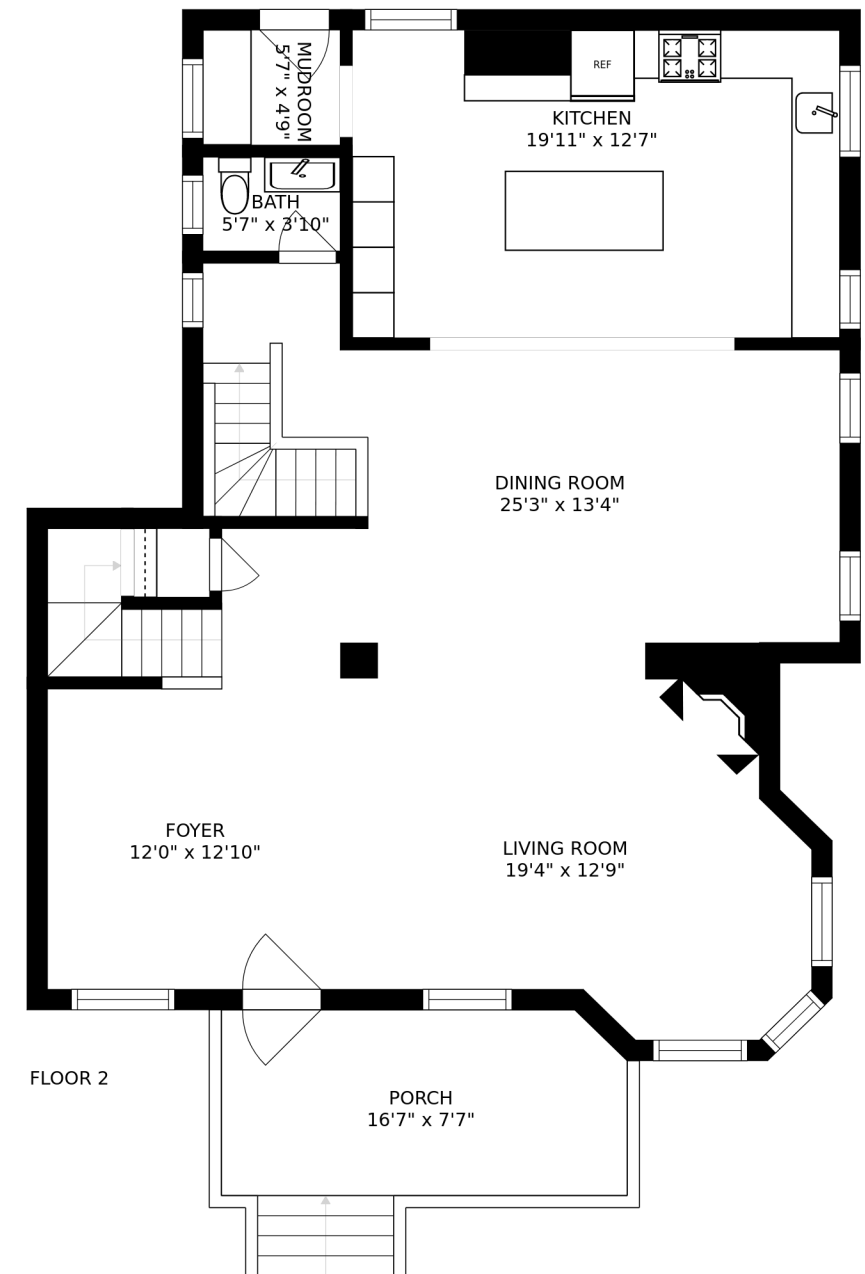 MUDROOM
5'7" x 4'9"
REF
KITCHEN
19'11" x 12'7"
BATH
5'7" x 3'10"
DINING ROOM
25'3" x 13'4"
FOYER
12'0" x 12'10"
LIVING ROOM
19'4" x 12'9"
FLOOR 2
PORCH
16'7" x 7'7"